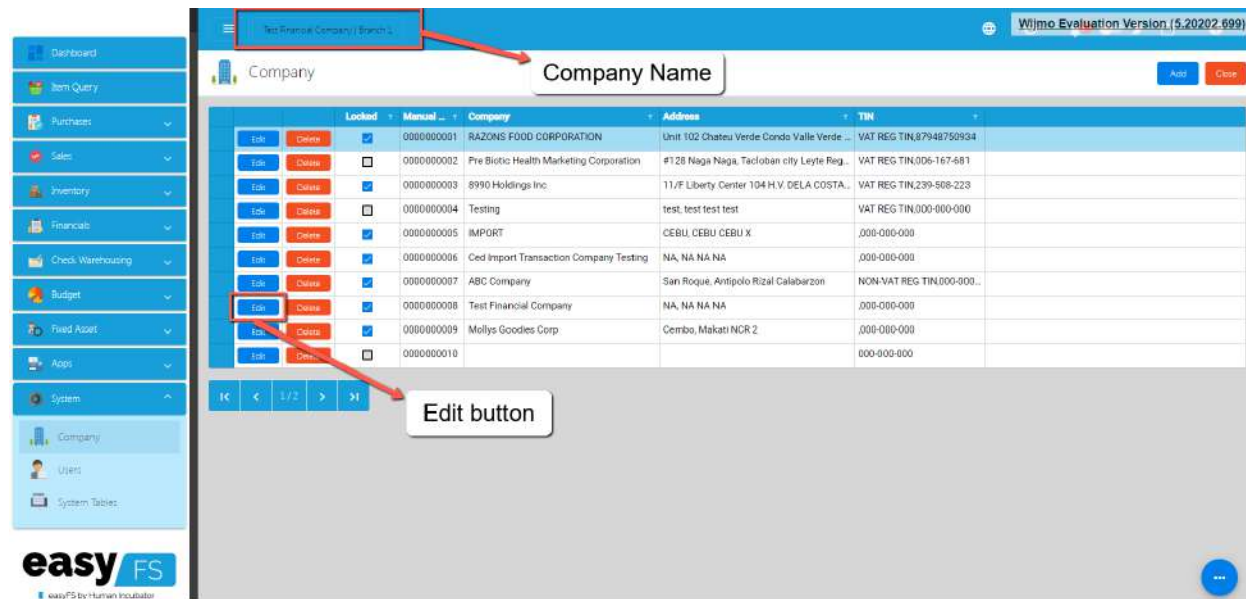 Test Financial Company | Branch 1
Wijmo Evaluation Version (5.20202.699)
Company Name
Dashboard
Item Query
Purchases
Sales
Inventory
Financials
Check Warehousing
Budget
Fixed Asset
Apps
System
Company
Users
System Tables
easy FS
easyFS by Human Incubator
Company
Add Close
Locked Manual ... Company Address TIN
Edit Delete 0000000001 RAZONS FOOD CORPORATION Unit 102 Chateu Verde Condo Valle Verde ... VAT REG TIN,87948750934
Edit Delete 0000000002 Pre Biotic Health Marketing Corporation #128 Naga Naga, Tacloban city Leyte Reg... VAT REG TIN,006-167-681
Edit Delete 0000000003 8990 Holdings Inc 11/F Liberty Center 104 H.V. DELA COSTA... VAT REG TIN,239-508-223
Edit Delete 0000000004 Testing test, test test test VAT REG TIN,000-000-000
Edit Delete 0000000005 IMPORT CEBU, CEBU CEBU X ,000-000-000
Edit Delete 0000000006 Ced Import Transaction Company Testing NA, NA NA NA ,000-000-000
Edit Delete 0000000007 ABC Company San Roque, Antipolo Rizal Calabarzon NON-VAT REG TIN,000-000...
Edit Delete 0000000008 Test Financial Company NA, NA NA NA ,000-000-000
Edit Delete 0000000009 Mollys Goodies Corp Cembo, Makati NCR 2 ,000-000-000
Edit Delete 0000000010 000-000-000
1 / 2
Edit button